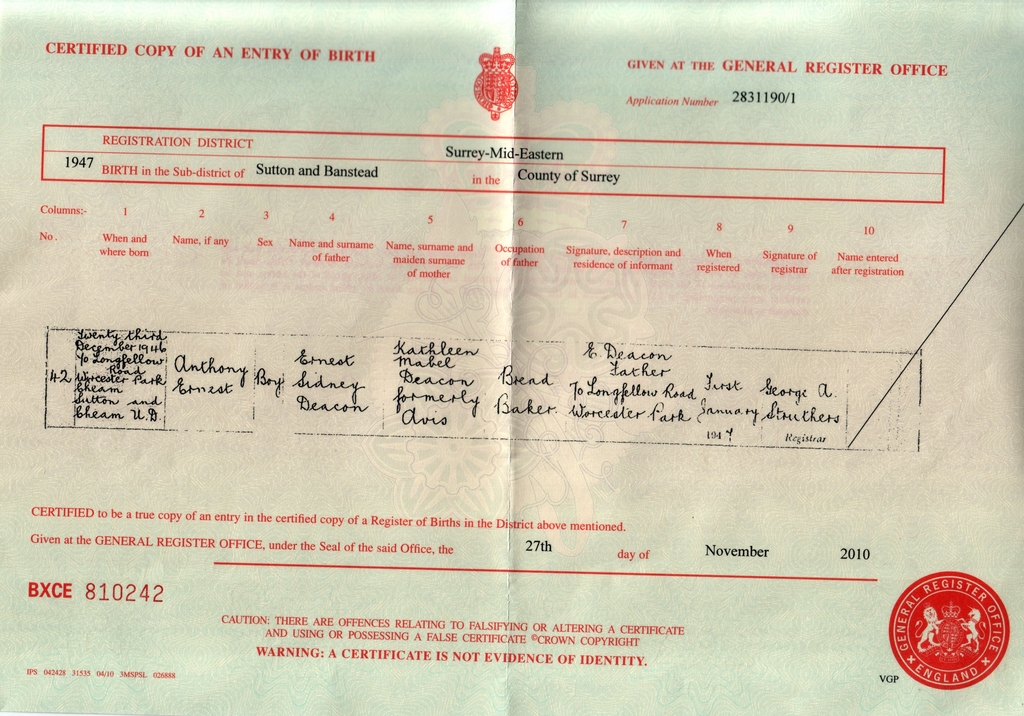 CERTIFIED COPY OF AN ENTRY OF BIRTH
GIVEN AT THE GENERAL REGISTER OFFICE
Application Number 2831190/1
REGISTRATION DISTRICT Surrey-Mid-Eastern
1947 BIRTH in the Sub-district of Sutton and Banstead in the County of Surrey
Columns:- 1 2 3 4 5 6 7 8 9 10
No. When and where born
Name, if any
Sex
Name and surname of father
Name, surname and maiden surname of mother
Occupation of father
Signature, description and residence of informant
When registered
Signature of registrar
Name entered after registration
42
Twenty third
December 1946
70 Longfellow
Road
Worcester Park
Cheam
Sutton and
Cheam U.D.
Anthony
Ernest
Boy
Ernest
Sidney
Deacon
Kathleen
Mabel
Deacon
formerly
Avis
Bread
Baker
E. Deacon
Father
70 Longfellow Road
Worcester Park
First
January
1947
George A.
Struthers
Registrar
CERTIFIED to be a true copy of an entry in the certified copy of a Register of Births in the District above mentioned.
Given at the GENERAL REGISTER OFFICE, under the Seal of the said Office, the 27th day of November 2010
BXCE 810242
CAUTION: THERE ARE OFFENCES RELATING TO FALSIFYING OR ALTERING A CERTIFICATE
AND USING OR POSSESSING A FALSE CERTIFICATE ©CROWN COPYRIGHT
WARNING: A CERTIFICATE IS NOT EVIDENCE OF IDENTITY.
GENERAL REGISTER OFFICE
ENGLAND
IPS 042428 31535 04/10 3MSPSL 026888
VGP